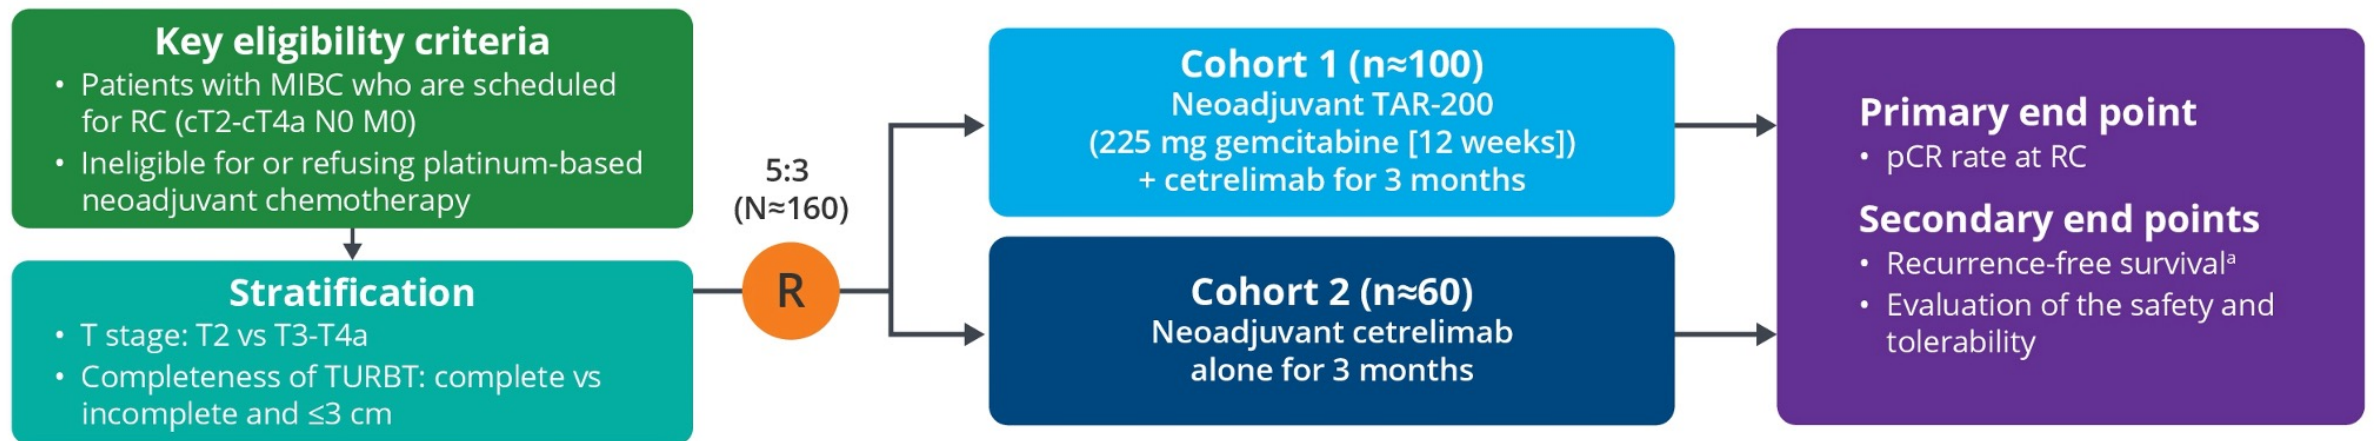 Key eligibility criteria
• Patients with MIBC who are scheduled
for RC (cT2-cT4a N0 M0)
• Ineligible for or refusing platinum-based
neoadjuvant chemotherapy
Stratification
• T stage: T2 vs T3-T4a
• Completeness of TURBT: complete vs
incomplete and ≤3 cm
5:3
(N≈160)
R
Cohort 1 (n≈100)
Neoadjuvant TAR-200
(225 mg gemcitabine [12 weeks])
+ cetrelimab for 3 months
Cohort 2 (n≈60)
Neoadjuvant cetrelimab
alone for 3 months
Primary end point
• pCR rate at RC
Secondary end points
• Recurrence-free survivalᵃ
• Evaluation of the safety and
tolerability